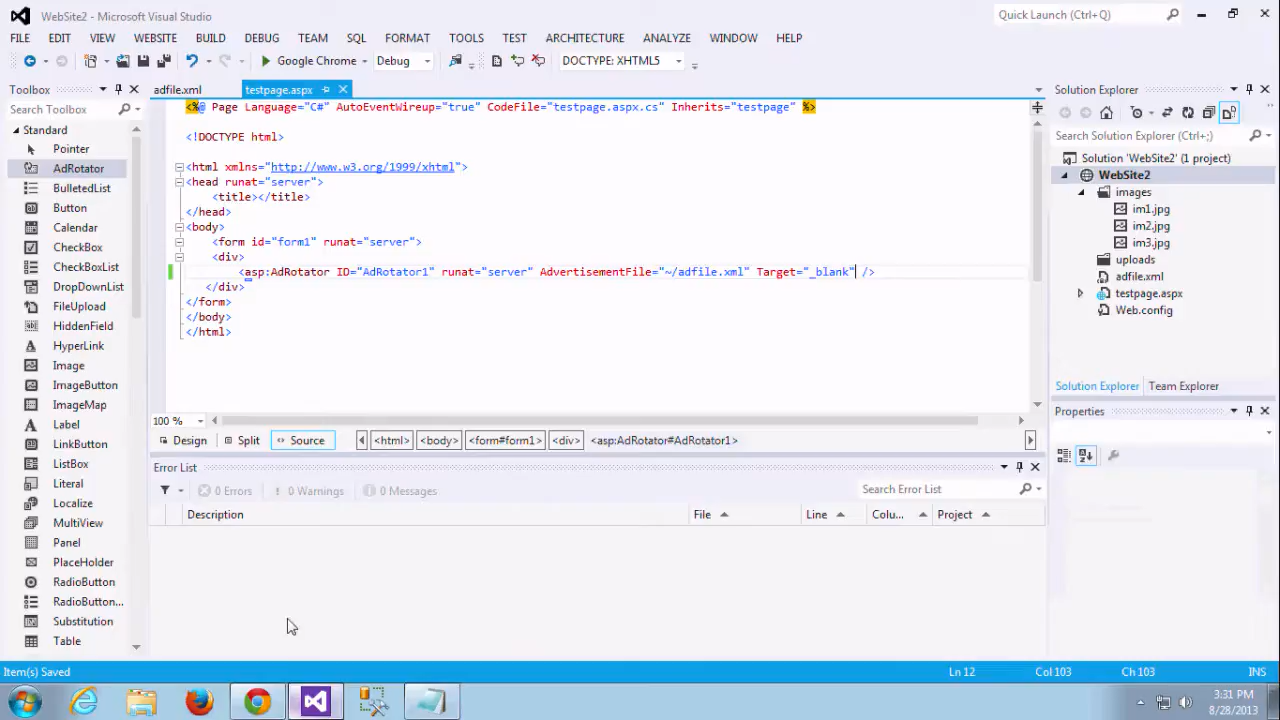 WebSite2 - Microsoft Visual Studio
Quick Launch (Ctrl+Q)
FILE EDIT VIEW WEBSITE BUILD DEBUG TEAM SQL FORMAT TOOLS TEST ARCHITECTURE ANALYZE WINDOW HELP
Google Chrome Debug DOCTYPE: XHTML5
Toolbox
Search Toolbox
Standard
Pointer
AdRotator
BulletedList
Button
Calendar
CheckBox
CheckBoxList
DropDownList
FileUpload
HiddenField
HyperLink
Image
ImageButton
ImageMap
Label
LinkButton
ListBox
Literal
Localize
MultiView
Panel
PlaceHolder
RadioButton
RadioButton...
Substitution
Table
adfile.xml testpage.aspx
<%@ Page Language="C#" AutoEventWireup="true" CodeFile="testpage.aspx.cs" Inherits="testpage" %>
<!DOCTYPE html>
<html xmlns="http://www.w3.org/1999/xhtml">
<head runat="server">
<title></title>
</head>
<body>
<form id="form1" runat="server">
<div>
<asp:AdRotator ID="AdRotator1" runat="server" AdvertisementFile="~/adfile.xml" Target="_blank" />
</div>
</form>
</body>
</html>
100 %
Design Split Source <html> <body> <form#form1> <div> <asp:AdRotator#AdRotator1>
Error List
0 Errors 0 Warnings 0 Messages Search Error List
Description File Line Colu... Project
Solution Explorer
Search Solution Explorer (Ctrl+;)
Solution 'WebSite2' (1 project)
WebSite2
images
im1.jpg
im2.jpg
im3.jpg
uploads
adfile.xml
testpage.aspx
Web.config
Solution Explorer Team Explorer
Properties
Item(s) Saved Ln 12 Col 103 Ch 103 INS
3:31 PM
8/28/2013